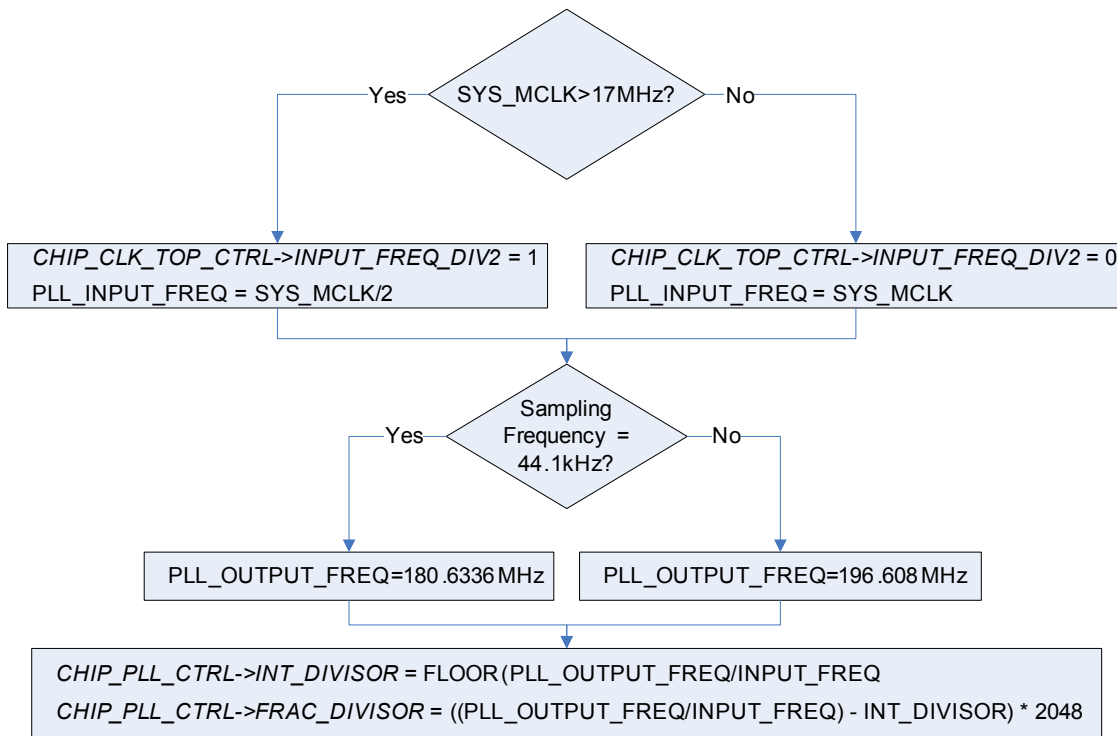 SYS_MCLK>17MHz?
Yes
No
CHIP_CLK_TOP_CTRL->INPUT_FREQ_DIV2 = 1
PLL_INPUT_FREQ = SYS_MCLK/2
CHIP_CLK_TOP_CTRL->INPUT_FREQ_DIV2 = 0
PLL_INPUT_FREQ = SYS_MCLK
Sampling
Frequency =
44.1kHz?
Yes
No
PLL_OUTPUT_FREQ=180.6336MHz
PLL_OUTPUT_FREQ=196.608MHz
CHIP_PLL_CTRL->INT_DIVISOR = FLOOR(PLL_OUTPUT_FREQ/INPUT_FREQ
CHIP_PLL_CTRL->FRAC_DIVISOR = ((PLL_OUTPUT_FREQ/INPUT_FREQ) - INT_DIVISOR) * 2048